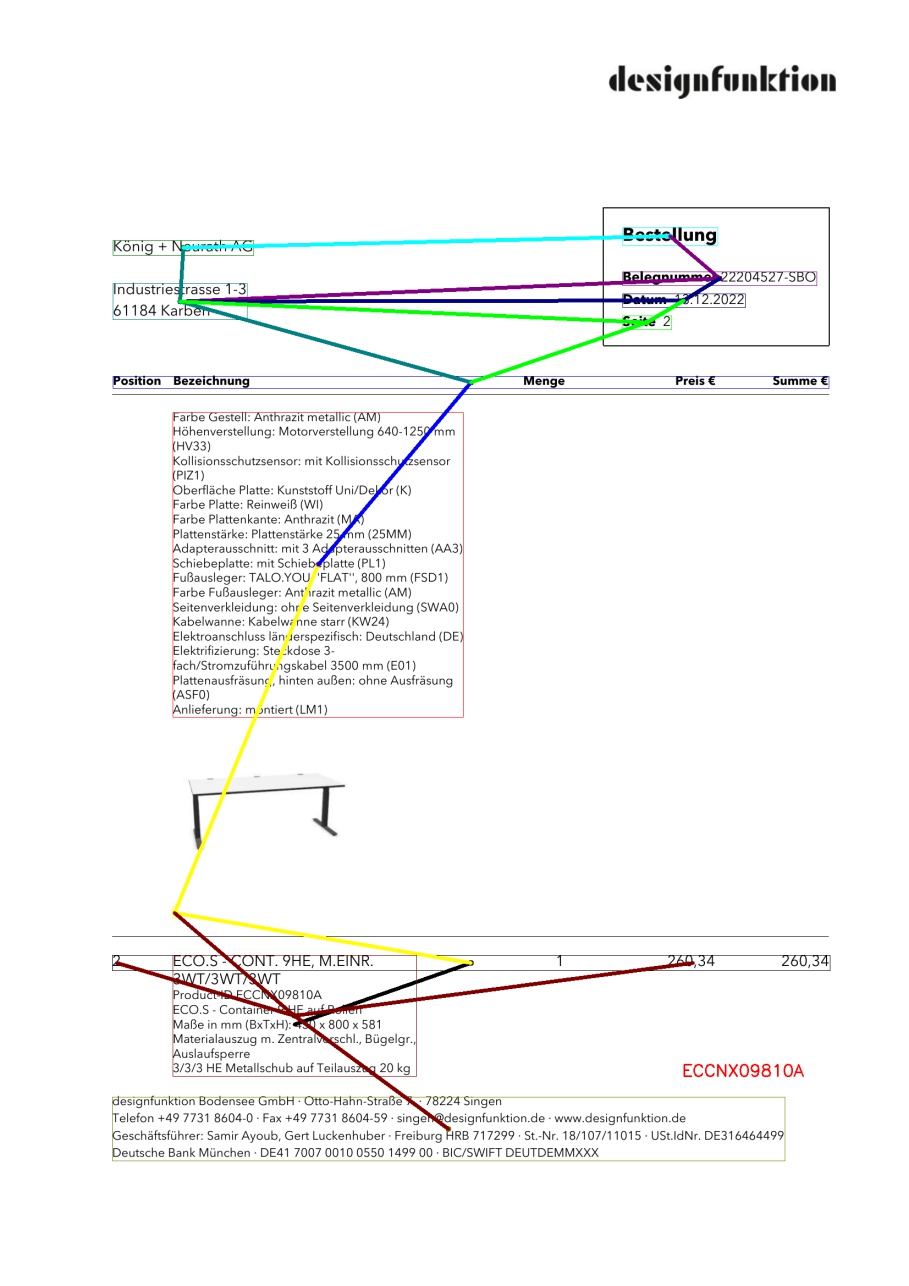 designfunktion
König + Neurath AG
Industriestrasse 1-3
61184 Karben
Bestellung
Belegnummer 22204527-SBO
Datum 13.12.2022
Seite 2
Position Bezeichnung Menge Preis € Summe €
Farbe Gestell: Anthrazit metallic (AM)
Höhenverstellung: Motorverstellung 640-1250 mm
(HV33)
Kollisionsschutzsensor: mit Kollisionsschutzsensor
(PIZ1)
Oberfläche Platte: Kunststoff Uni/Dekor (K)
Farbe Platte: Reinweiß (WI)
Farbe Plattenkante: Anthrazit (MA)
Plattenstärke: Plattenstärke 25 mm (25MM)
Adapterausschnitt: mit 3 Adapterausschnitten (AA3)
Schiebeplatte: mit Schiebeplatte (PL1)
Fußausleger: TALO.YOU "FLAT", 800 mm (FSD1)
Farbe Fußausleger: Anthrazit metallic (AM)
Seitenverkleidung: ohne Seitenverkleidung (SWA0)
Kabelwanne: Kabelwanne starr (KW24)
Elektroanschluss länderspezifisch: Deutschland (DE)
Elektrifizierung: Steckdose 3-
fach/Stromzuführungskabel 3500 mm (E01)
Plattenausfräsung, hinten außen: ohne Ausfräsung
(ASF0)
Anlieferung: montiert (LM1)
2 ECO.S - CONT. 9HE, M.EINR. 1 260,34 260,34
3WT/3WT/3WT
Product-ID ECCNX09810A
ECO.S - Container 9HE auf Rollen
Maße in mm (BxTxH): 430 x 800 x 581
Materialauszug m. Zentralverschl., Bügelgr.,
Auslaufsperre
3/3/3 HE Metallschub auf Teilauszug 20 kg
ECCNX09810A
designfunktion Bodensee GmbH · Otto-Hahn-Straße · 78224 Singen
Telefon +49 7731 8604-0 · Fax +49 7731 8604-59 · singen@designfunktion.de · www.designfunktion.de
Geschäftsführer: Samir Ayoub, Gert Luckenhuber · Freiburg HRB 717299 · St.-Nr. 18/107/11015 · USt.IdNr. DE316464499
Deutsche Bank München · DE41 7007 0010 0550 1499 00 · BIC/SWIFT DEUTDEMMXXX